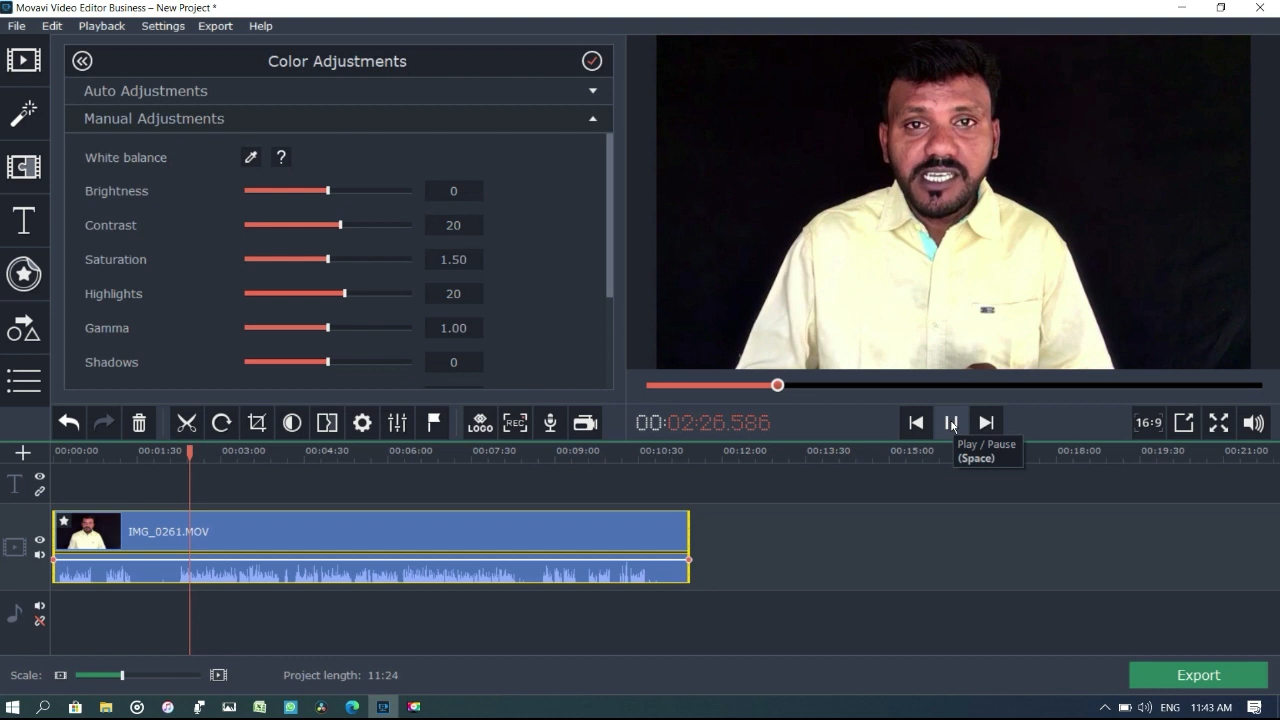 Movavi Video Editor Business – New Project *
File Edit Playback Settings Export Help
Color Adjustments
Auto Adjustments
Manual Adjustments
White balance ?
Brightness 0
Contrast 20
Saturation 1.50
Highlights 20
Gamma 1.00
Shadows 0
LOGO
REC
00:02:26.586
16:9
Play / Pause
(Space)
00:00:00 00:01:30 00:03:00 00:04:30 00:06:00 00:07:30 00:09:00 00:10:30 00:12:00 00:13:30 00:15:00 00:18:00 00:19:30 00:21:00
IMG_0261.MOV
Scale: Project length: 11:24
Export
ENG 11:43 AM